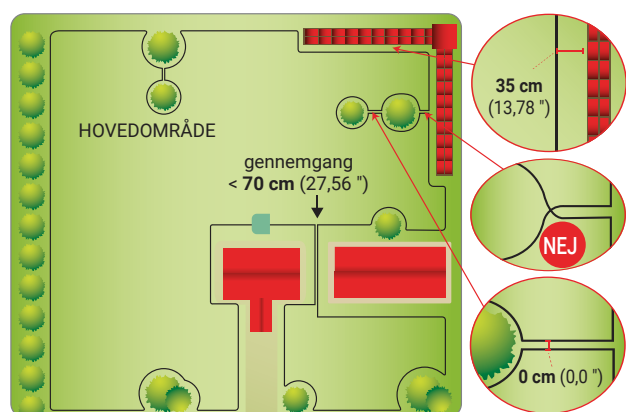 HOVEDOMRÅDE
gennemgang
< 70 cm (27,56 ")
35 cm
(13,78 ")
NEJ
0 cm (0,0 ")